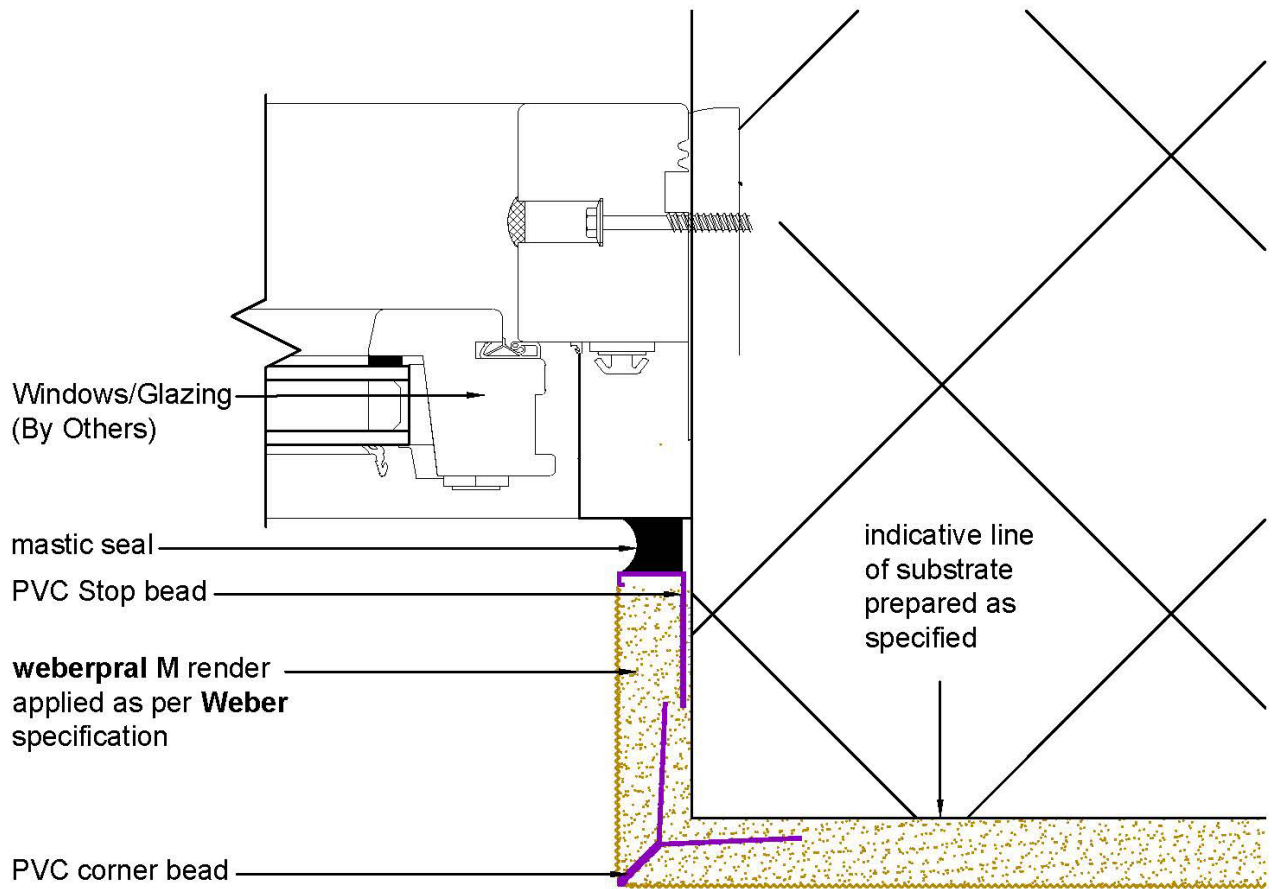 Windows/Glazing
(By Others)
mastic seal
PVC Stop bead
weberpral M render
applied as per Weber
specification
PVC corner bead
indicative line
of substrate
prepared as
specified